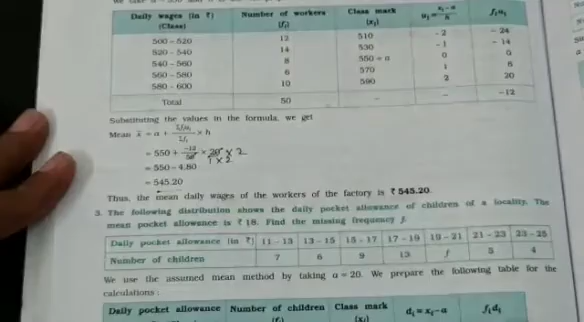 Daily wages (in ₹) Number of workers Class mark uᵢ = xᵢ - a / h fᵢuᵢ
(Class) (fᵢ) (xᵢ)
500 - 520 12 510 - 2 - 24
520 - 540 14 530 - 1 - 14
540 - 560 8 550 = a 0 0
560 - 580 6 570 1 6
580 - 600 10 590 2 20
Total 50 - - -12
Substituting the values in the formula, we get
Mean x̄ = a + Σfᵢuᵢ / Σfᵢ × h
= 550 + -12 / 50 × 20 × 2
1 × 2
= 550 - 4.80
= 545.20
Thus, the mean daily wages of the workers of the factory is ₹ 545.20.
3. The following distribution shows the daily pocket allowance of children of a locality. The
mean pocket allowance is ₹ 18. Find the missing frequency f.
Daily pocket allowance (in ₹) 11 - 13 13 - 15 15 - 17 17 - 19 19 - 21 21 - 23 23 - 25
Number of children 7 6 9 13 f 5 4
We use the assumed mean method by taking a = 20. We prepare the following table for the
calculations :
Daily pocket allowance Number of children Class mark dᵢ = xᵢ - a fᵢdᵢ
(fᵢ) (xᵢ)